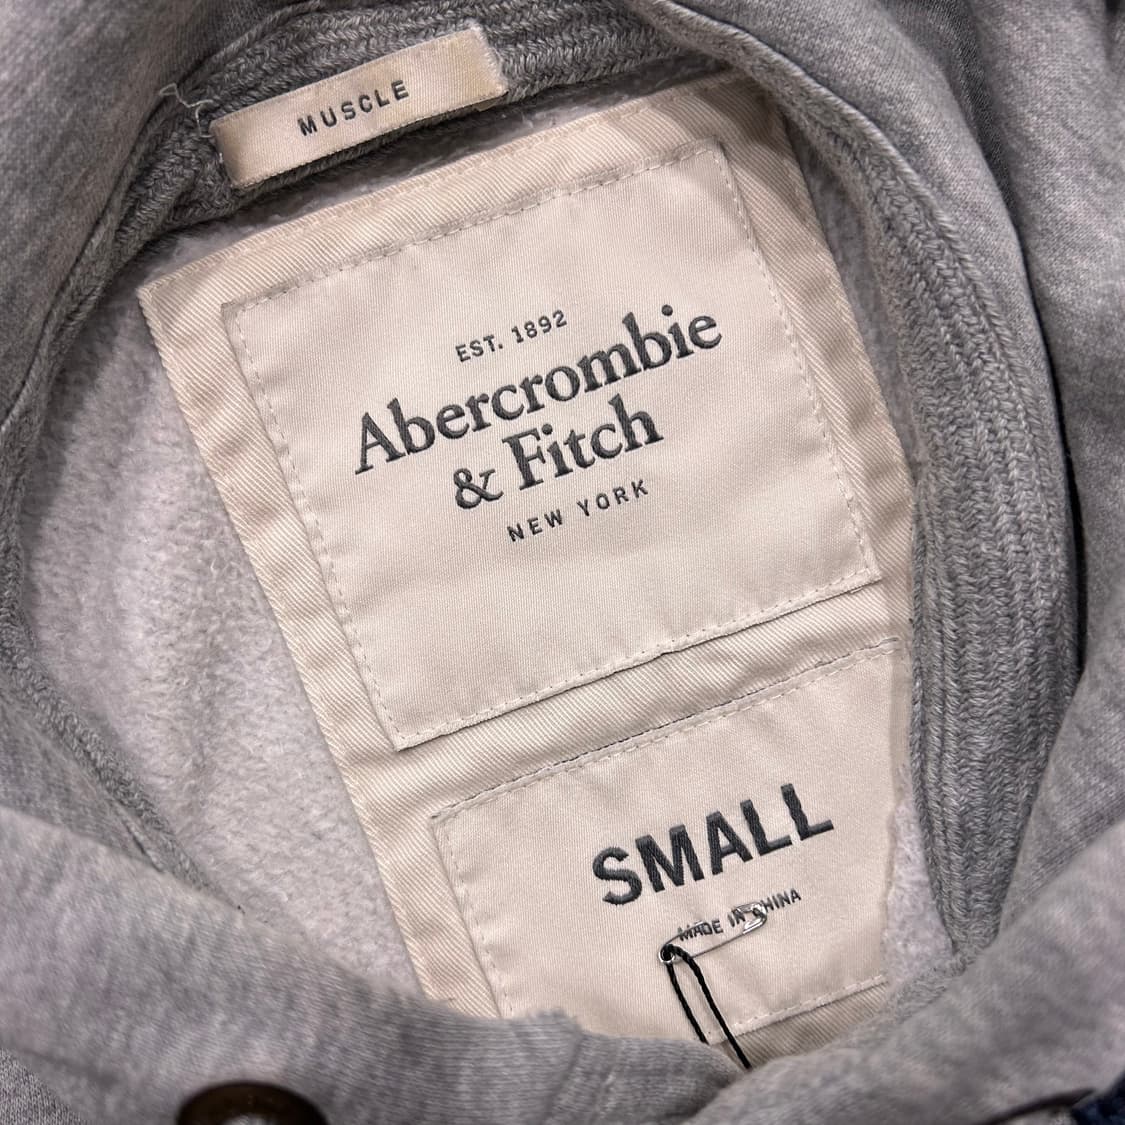 MUSCLE
EST. 1892
Abercrombie
& Fitch
NEW YORK
SMALL
MADE IN CHINA